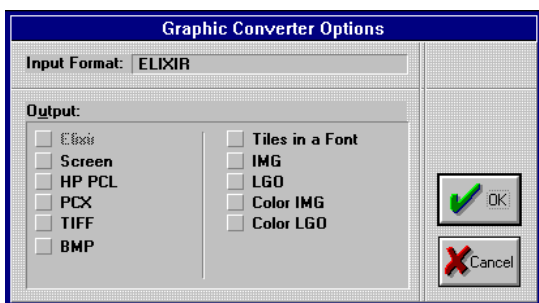 Graphic Converter Options
Input Format: ELIXIR
Output:
Elixir
Screen
HP PCL
PCX
TIFF
BMP
Tiles in a Font
IMG
LGO
Color IMG
Color LGO
OK
Cancel